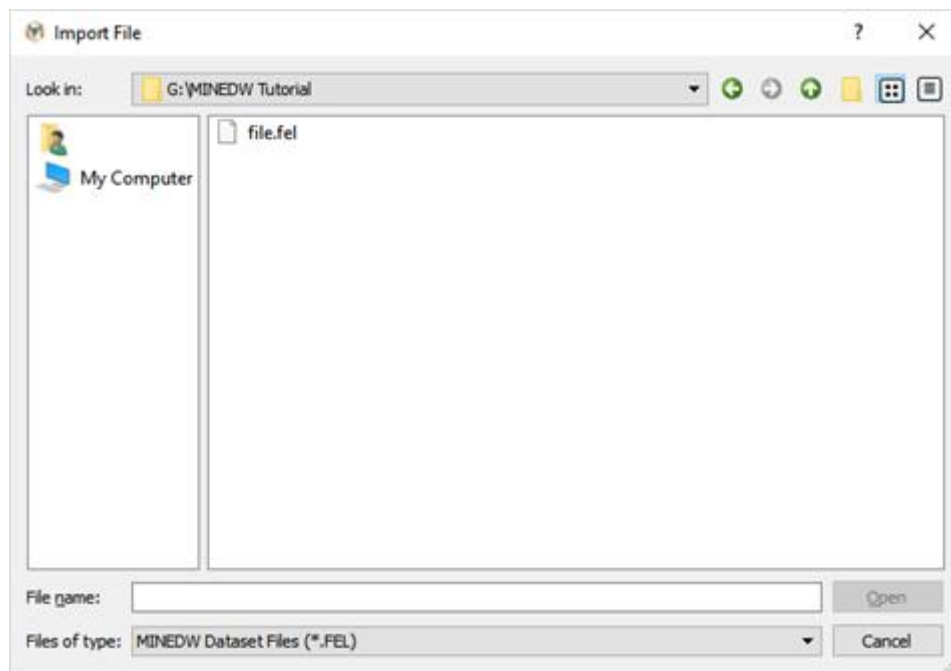 Import File
?
Look in:
G:\MINEDW Tutorial
My Computer
file.fel
File name:
Open
Files of type:
MINEDW Dataset Files (*.FEL)
Cancel